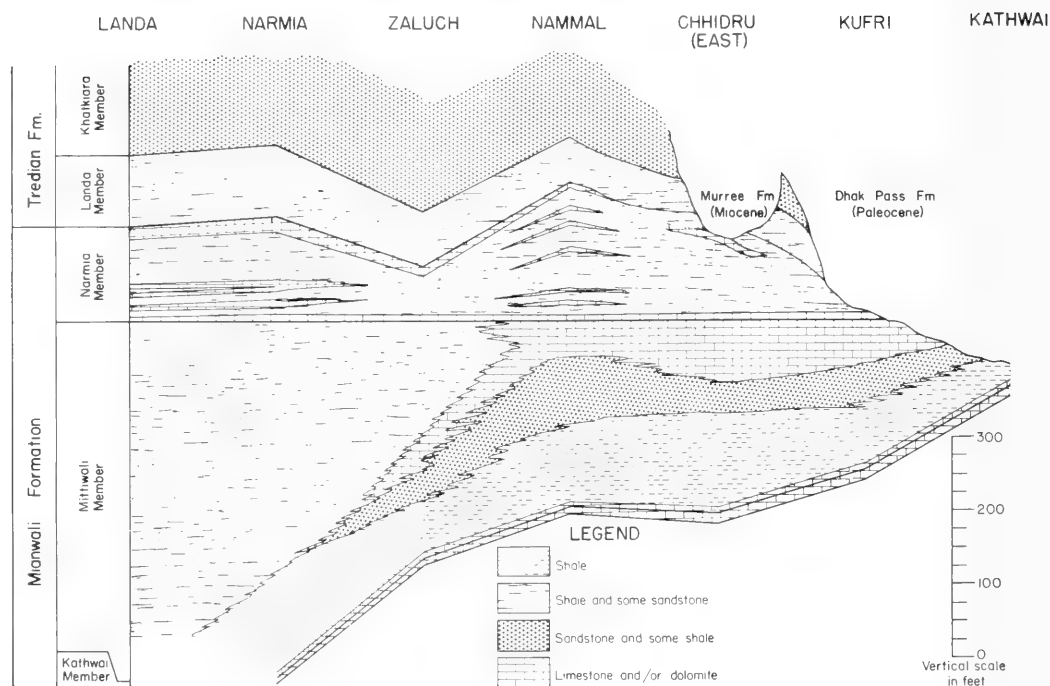 LANDA NARMIA ZALUCH NAMMAL CHHIDRU KUFRI KATHWAI
(EAST)
Tredian Fm.
Khatkiara
Member
Landa
Member
Murree Fm
(Miocene)
Dhak Pass Fm
(Paleocene)
Mianwali Formation
Narmia
Member
Mittiwali
Member
Kathwai
Member
LEGEND
Shale
Shale and some sandstone
Sandstone and some shale
Limestone and/or dolomite
300
200
100
0
Vertical scale
in feet